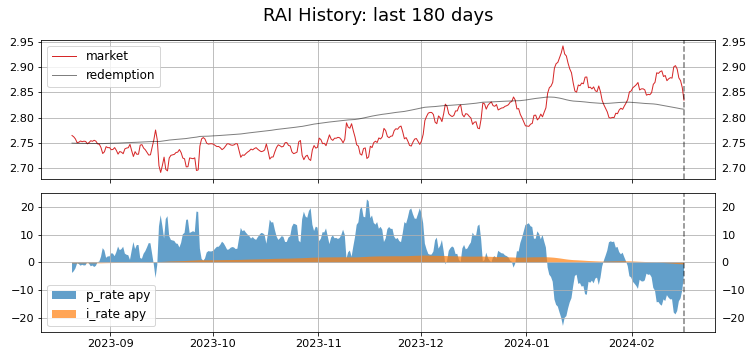 RAI History: last 180 days
2.95 2.95
market
redemption
2.90 2.90
2.85 2.85
2.80 2.80
2.75 2.75
2.70 2.70
20 20
10 10
0 0
−10 −10
p_rate apy
i_rate apy
−20 −20
2023-09 2023-10 2023-11 2023-12 2024-01 2024-02